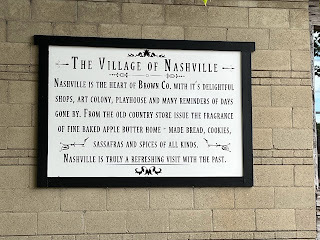 The Village of Nashville
Nashville is the heart of Brown Co. with it's delightful
shops, art colony, playhouse and many reminders of days
gone by. From the old country store issue the fragrance
of fine baked apple butter home - made bread, cookies,
sassafras and spices of all kinds.
Nashville is truly a refreshing visit with the past.